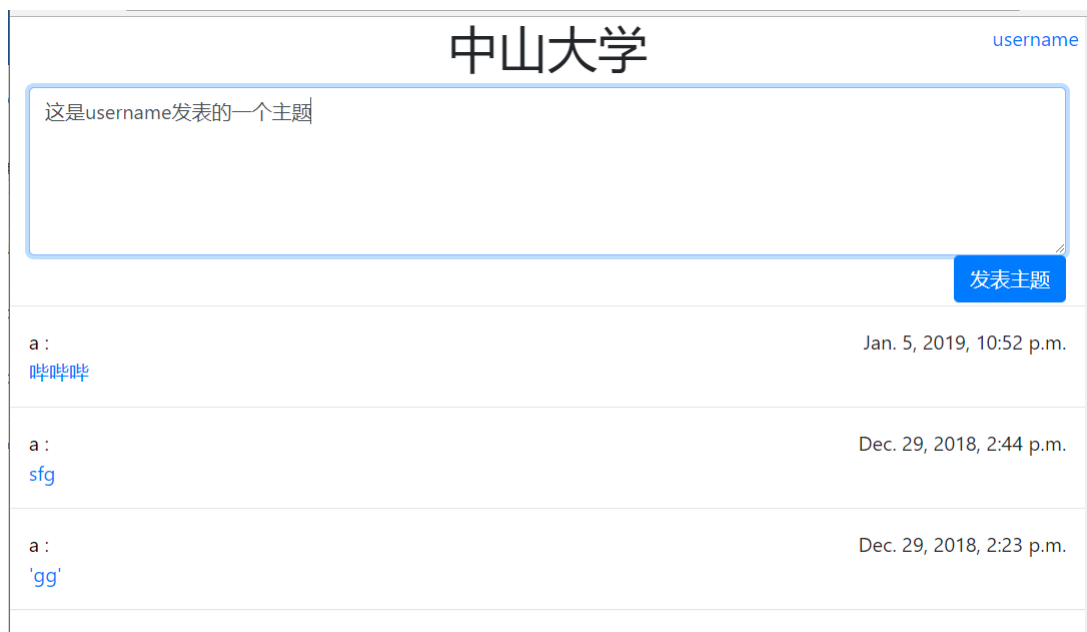 中山大学
username
这是username发表的一个主题
发表主题
a :
Jan. 5, 2019, 10:52 p.m.
哔哔哔
a :
Dec. 29, 2018, 2:44 p.m.
sfg
a :
Dec. 29, 2018, 2:23 p.m.
'gg'